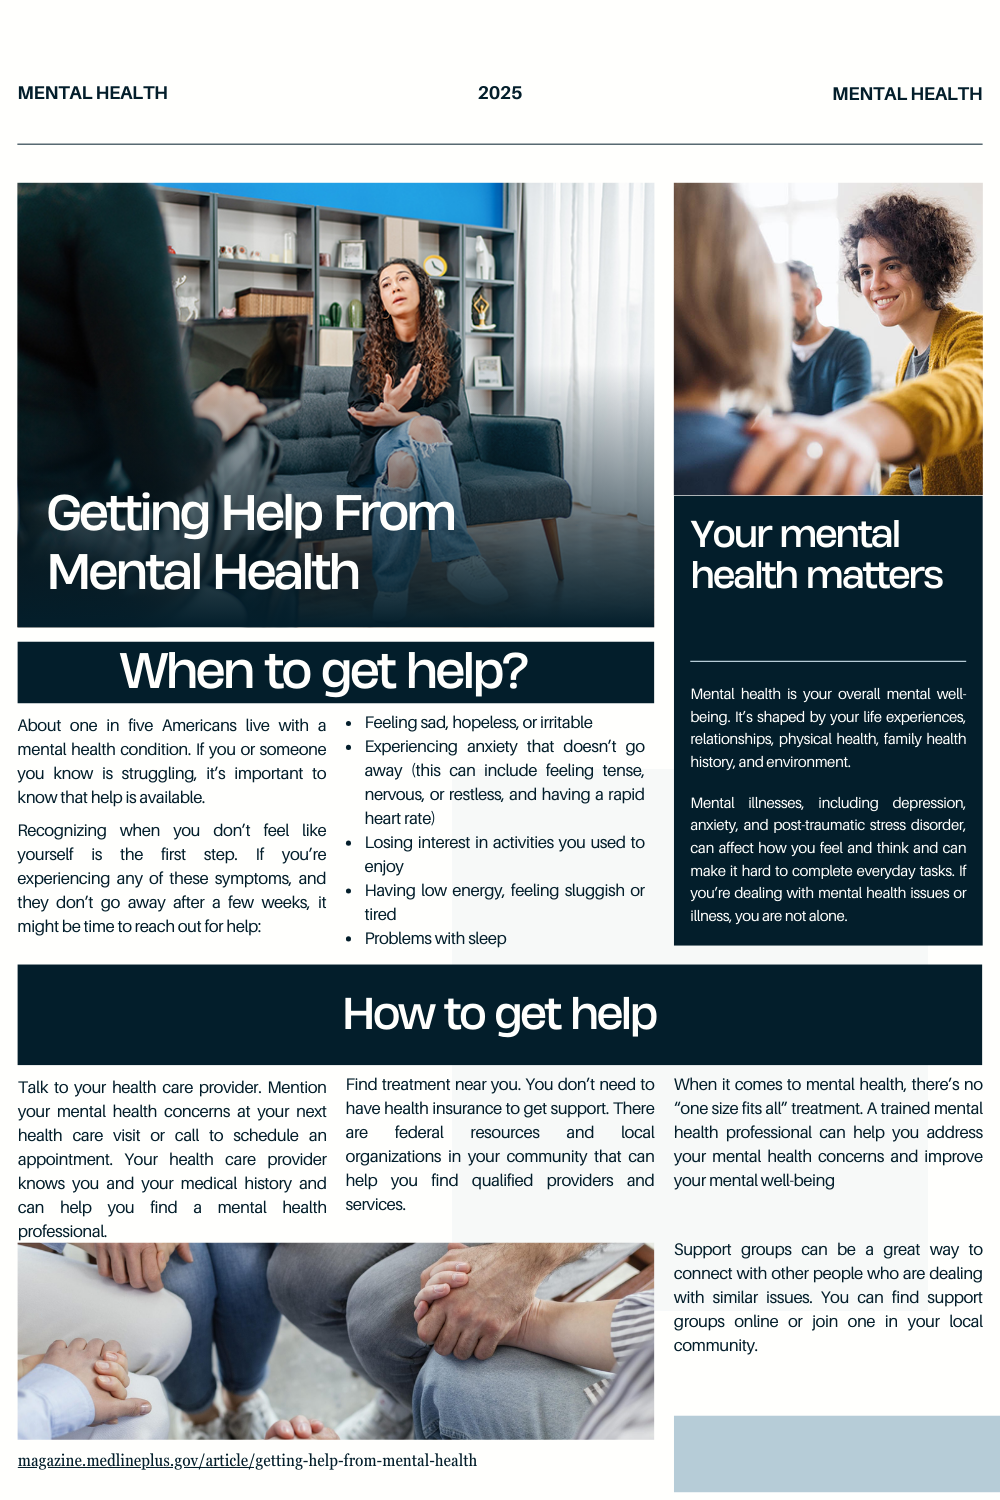 MENTAL HEALTH
2025
MENTAL HEALTH
Getting Help From
Mental Health
Your mental
health matters
Mental health is your overall mental well-
being. It’s shaped by your life experiences,
relationships, physical health, family health
history, and environment.
Mental illnesses, including depression,
anxiety, and post-traumatic stress disorder,
can affect how you feel and think and can
make it hard to complete everyday tasks. If
you’re dealing with mental health issues or
illness, you are not alone.
When to get help?
About one in five Americans live with a
mental health condition. If you or someone
you know is struggling, it’s important to
know that help is available.
Recognizing when you don’t feel like
yourself is the first step. If you’re
experiencing any of these symptoms, and
they don’t go away after a few weeks, it
might be time to reach out for help:
• Feeling sad, hopeless, or irritable
• Experiencing anxiety that doesn’t go
away (this can include feeling tense,
nervous, or restless, and having a rapid
heart rate)
• Losing interest in activities you used to
enjoy
• Having low energy, feeling sluggish or
tired
• Problems with sleep
How to get help
Talk to your health care provider. Mention
your mental health concerns at your next
health care visit or call to schedule an
appointment. Your health care provider
knows you and your medical history and
can help you find a mental health
professional.
Find treatment near you. You don’t need to
have health insurance to get support. There
are federal resources and local
organizations in your community that can
help you find qualified providers and
services.
When it comes to mental health, there’s no
“one size fits all” treatment. A trained mental
health professional can help you address
your mental health concerns and improve
your mental well-being
Support groups can be a great way to
connect with other people who are dealing
with similar issues. You can find support
groups online or join one in your local
community.
magazine.medlineplus.gov/article/getting-help-from-mental-health